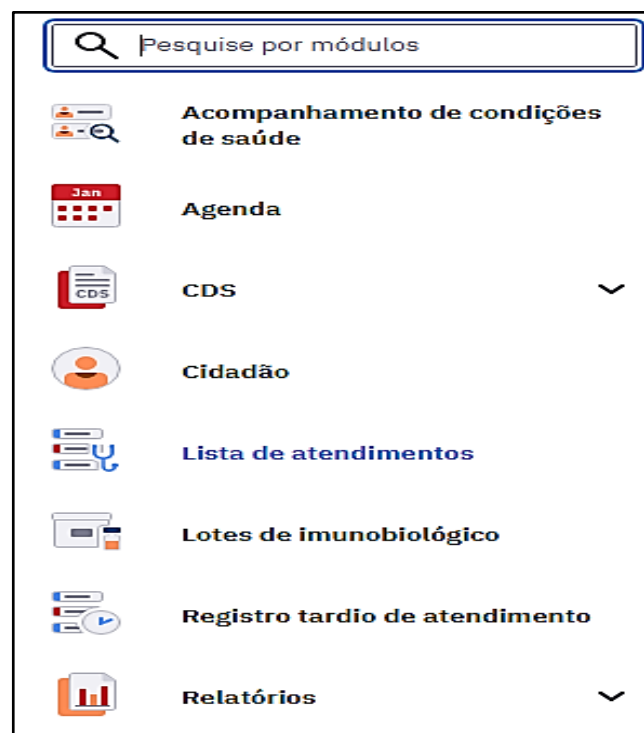 Pesquise por módulos
Acompanhamento de condições
de saúde
Jan
Agenda
CDS
CDS
Cidadão
Lista de atendimentos
Lotes de imunobiológico
Registro tardio de atendimento
Relatórios